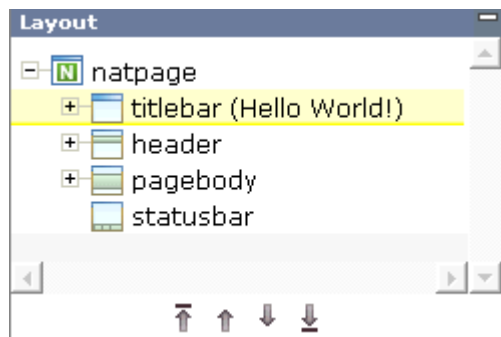 Layout
N natpage
titlebar (Hello World!)
header
pagebody
statusbar